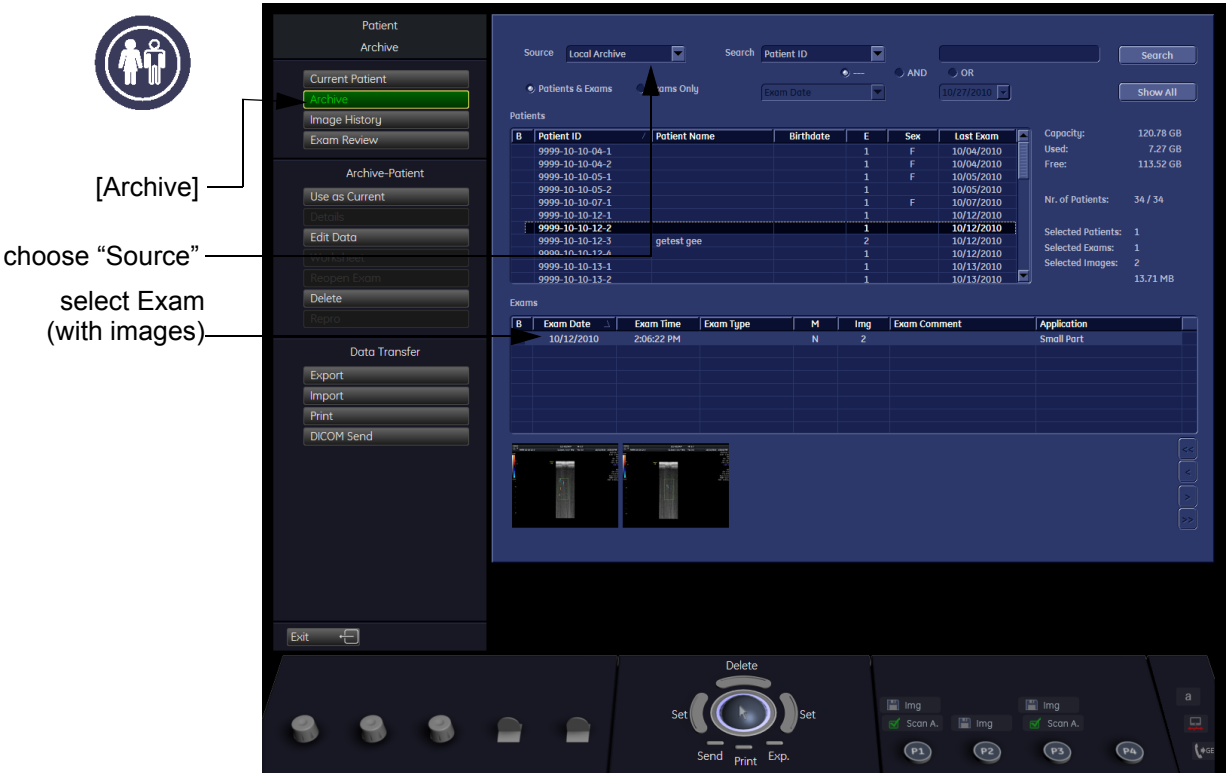 [Archive]
choose “Source”
select Exam
(with images)
Patient
Archive
Current Patient
Archive
Image History
Exam Review
Archive-Patient
Use as Current
Details
Edit Data
Worksheet
Reopen Exam
Delete
Repro
Data Transfer
Export
Import
Print
DICOM Send
Exit
Source Local Archive Search Patient ID Search
--- AND OR
Patients & Exams Exams Only Exam Date 10/27/2010 Show All
Patients
B Patient ID / Patient Name Birthdate E Sex Last Exam
9999-10-10-04-1 1 F 10/04/2010
9999-10-10-04-2 1 F 10/04/2010
9999-10-10-05-1 1 F 10/05/2010
9999-10-10-05-2 1 10/05/2010
9999-10-10-07-1 1 F 10/07/2010
9999-10-10-12-1 1 10/12/2010
9999-10-10-12-2 1 10/12/2010
9999-10-10-12-3 getest gee 2 10/12/2010
9999-10-10-12-4 1 10/12/2010
9999-10-10-13-1 1 10/13/2010
9999-10-10-13-2 1 10/13/2010
Capacity: 120.78 GB
Used: 7.27 GB
Free: 113.52 GB
Nr. of Patients: 34 / 34
Selected Patients: 1
Selected Exams: 1
Selected Images: 2
13.71 MB
Exams
B Exam Date Exam Time Exam Type M Img Exam Comment Application
10/12/2010 2:06:22 PM N 2 Small Part
<<
<
>
>>
Delete
Set Set
Send Print Exp.
Img Img
Scan A. Img Scan A.
P1 P2 P3 P4
a
GE